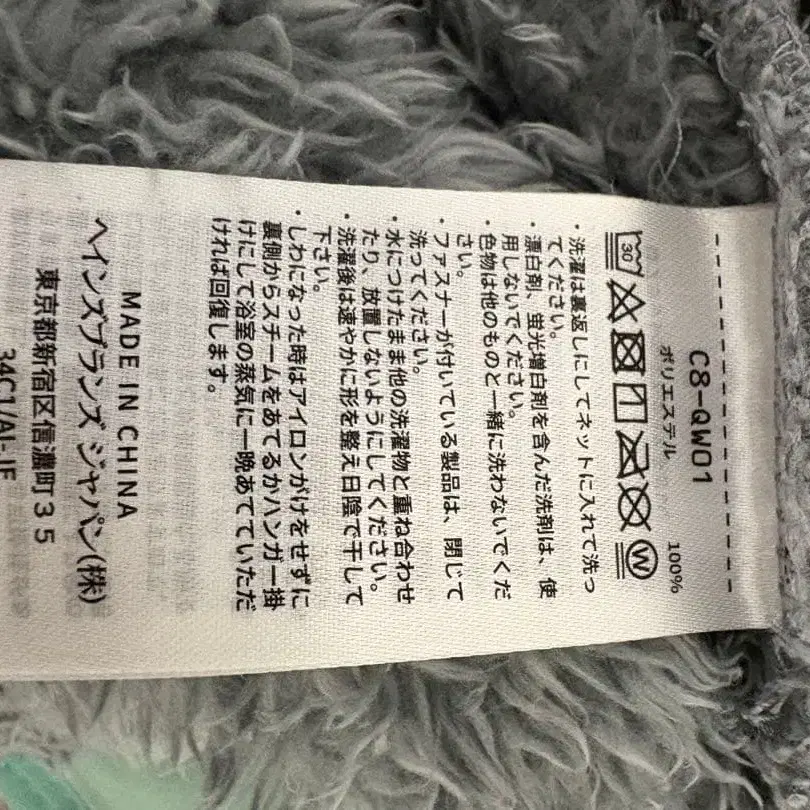 C8-QW01
ポリエステル 100%
30
W
・洗濯は裏返しにしてネットに入れて洗っ
てください。
・漂白剤、蛍光増白剤を含んだ洗剤は、使
用しないでください。
・色物は他のものと一緒に洗わないでくだ
さい。
・ファスナーが付いている製品は、閉じて
洗ってください。
・水につけたまま他の洗濯物と重ね合わせ
たり、放置しないようにしてください。
・洗濯後は速やかに形を整え日陰で干して
下さい。
・しわになった時はアイロンがけをせずに
裏側からスチームをあてるかハンガー掛
けにして浴室の蒸気に一晩あてていただ
ければ回復します。
MADE IN CHINA
ヘインズブランズ ジャパン(株)
東京都新宿区信濃町35